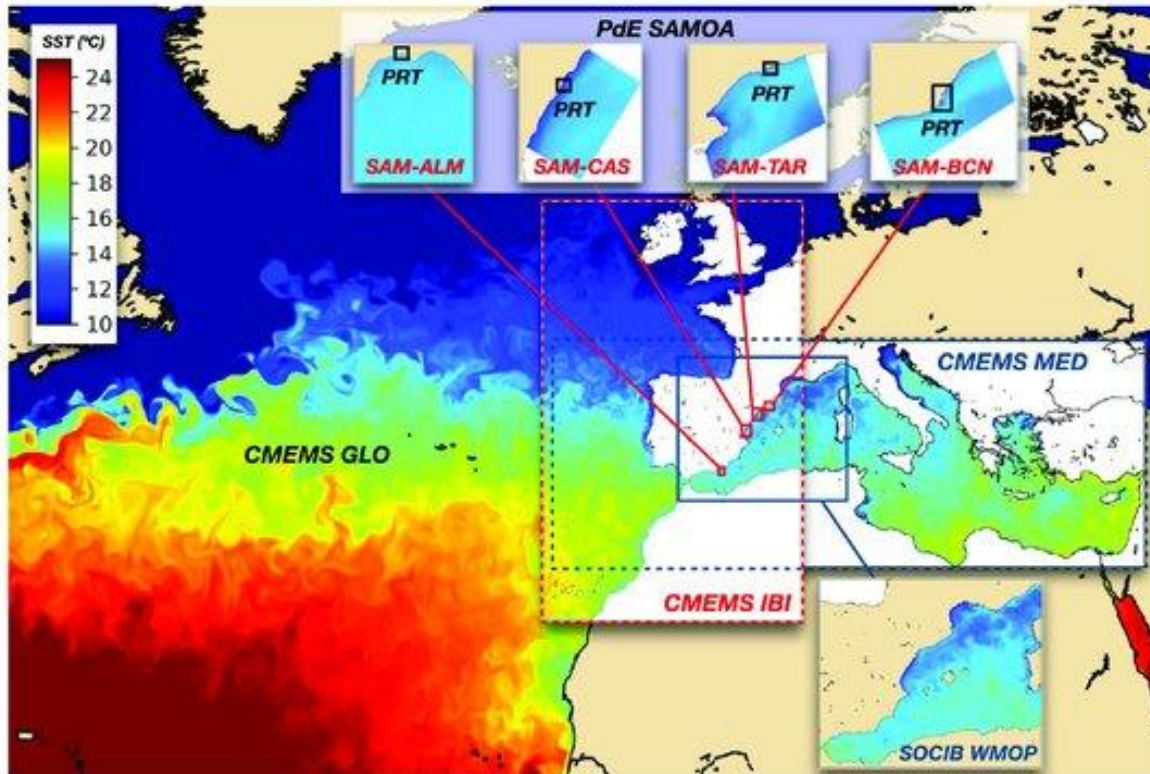 PdE SAMOA
SST (ºC)
24
22
20
18
16
14
12
10
PRT
SAM-ALM
PRT
SAM-CAS
PRT
SAM-TAR
PRT
SAM-BCN
CMEMS MED
CMEMS GLO
CMEMS IBI
SOCIB WMOP